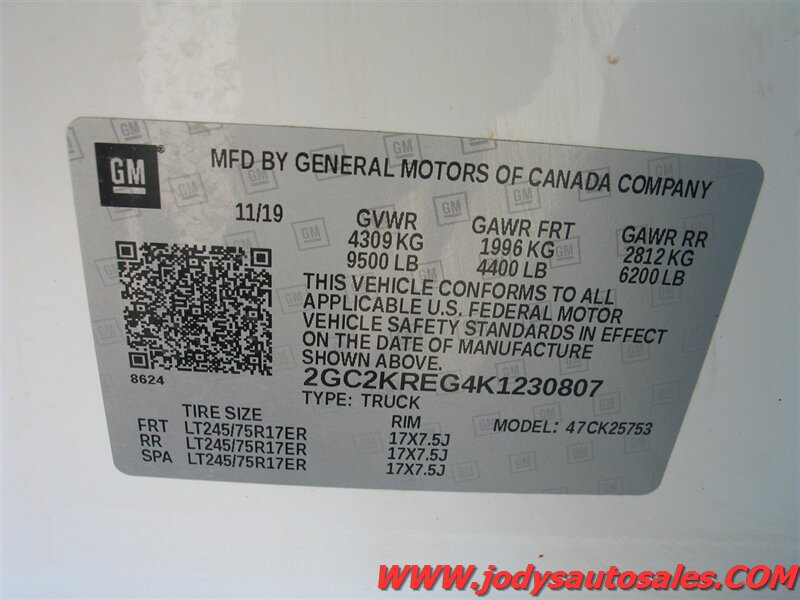 GM
MFD BY GENERAL MOTORS OF CANADA COMPANY
11/19 GVWR GAWR FRT GAWR RR
4309 KG 1996 KG 2812 KG
9500 LB 4400 LB 6200 LB
THIS VEHICLE CONFORMS TO ALL
APPLICABLE U.S. FEDERAL MOTOR
VEHICLE SAFETY STANDARDS IN EFFECT
ON THE DATE OF MANUFACTURE
SHOWN ABOVE.
8624
2GC2KREG4K1230807
TYPE: TRUCK
TIRE SIZE RIM MODEL: 47CK25753
FRT LT245/75R17ER 17X7.5J
RR LT245/75R17ER 17X7.5J
SPA LT245/75R17ER 17X7.5J
www.jodysautosales.COM